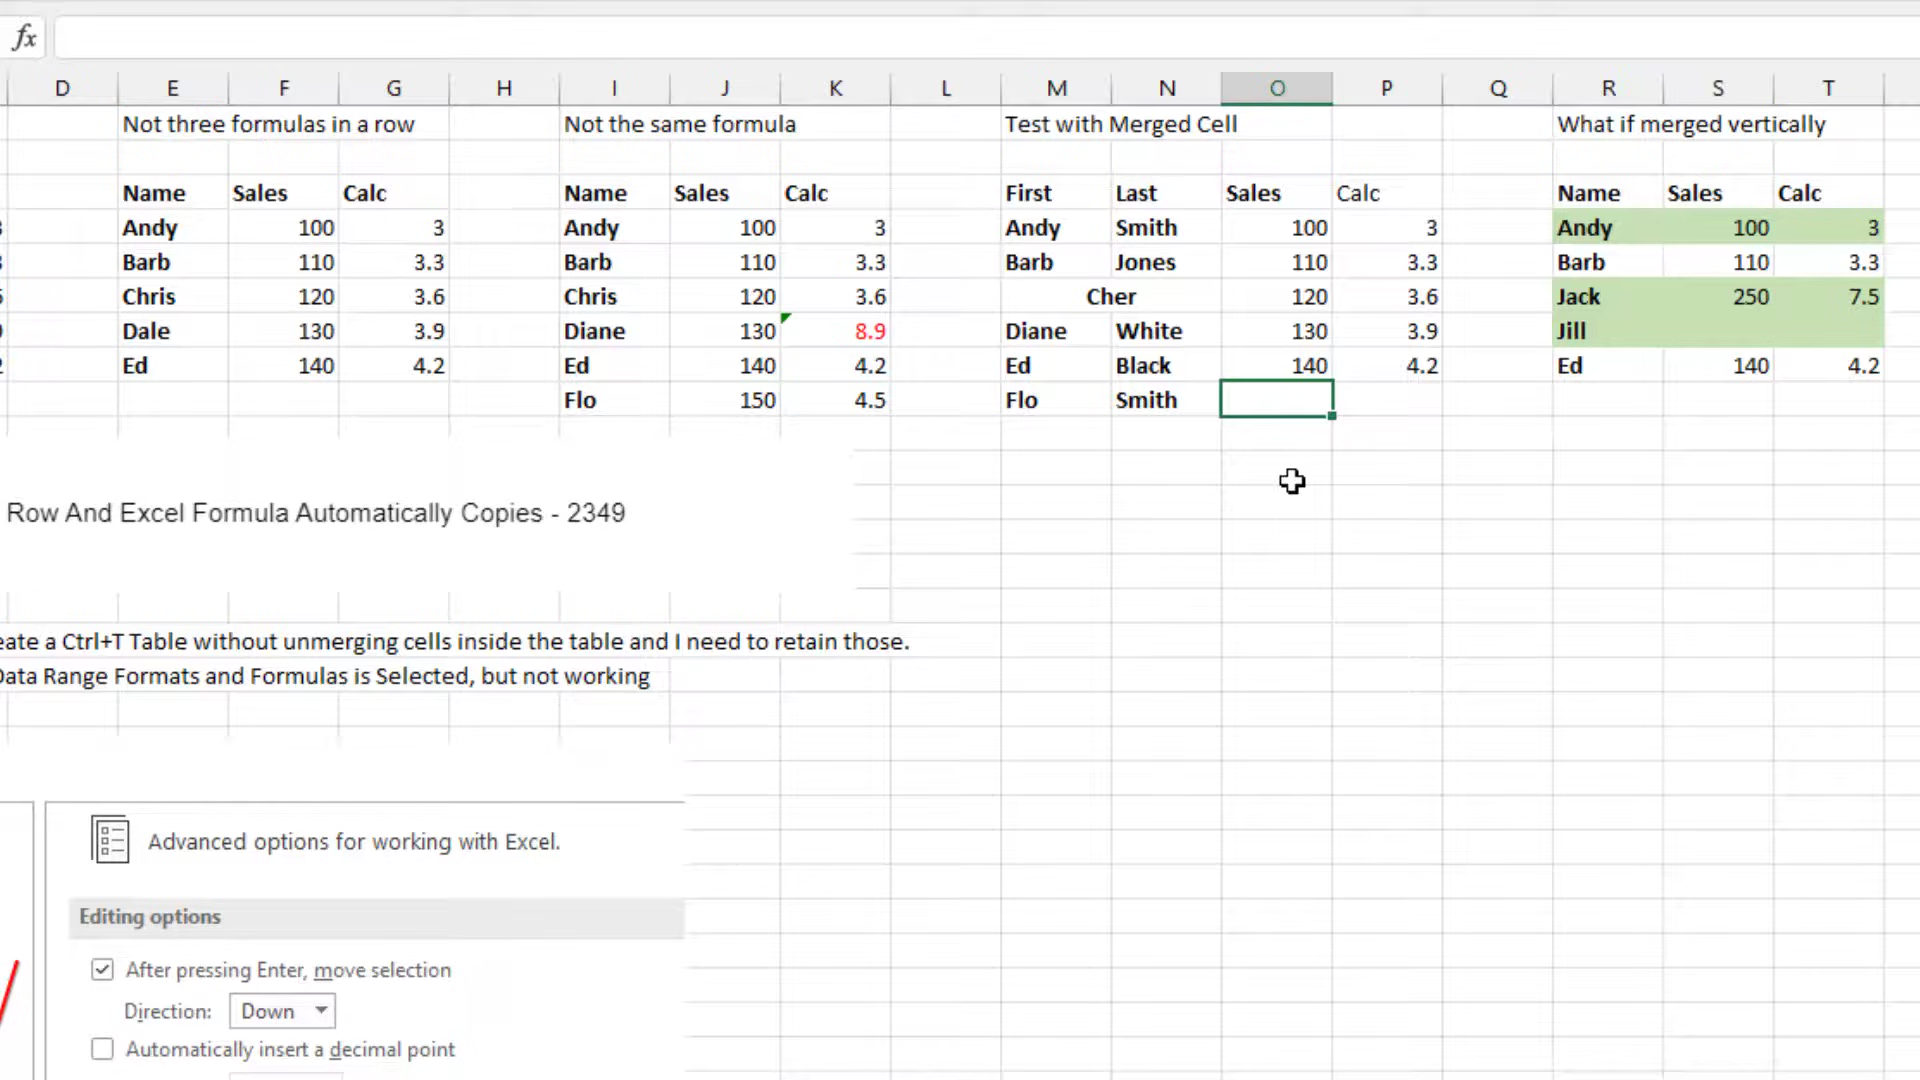 fx
D E F G H I J K L M N O P Q R S T
Not three formulas in a row Not the same formula Test with Merged Cell What if merged vertically
Name Sales Calc Name Sales Calc First Last Sales Calc Name Sales Calc
Andy 100 3 Andy 100 3 Andy Smith 100 3 Andy 100 3
Barb 110 3.3 Barb 110 3.3 Barb Jones 110 3.3 Barb 110 3.3
Chris 120 3.6 Chris 120 3.6 Cher 120 3.6 Jack 250 7.5
Dale 130 3.9 Diane 130 8.9 Diane White 130 3.9 Jill
Ed 140 4.2 Ed 140 4.2 Ed Black 140 4.2 Ed 140 4.2
Flo 150 4.5 Flo Smith
Row And Excel Formula Automatically Copies - 2349
eate a Ctrl+T Table without unmerging cells inside the table and I need to retain those.
Data Range Formats and Formulas is Selected, but not working
Advanced options for working with Excel.
Editing options
After pressing Enter, move selection
Direction: Down
Automatically insert a decimal point